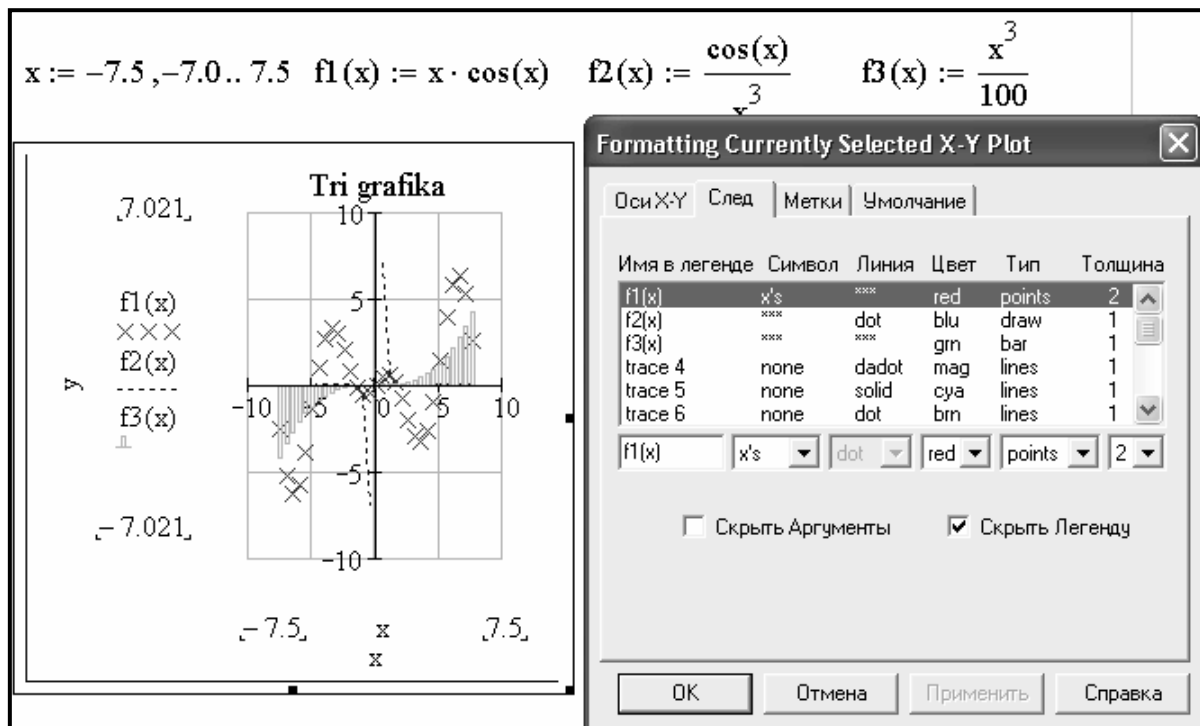 x := −7.5 , −7.0 .. 7.5 f1(x) := x · cos(x) f2(x) := cos(x) / x^3 f3(x) := x^3 / 100
Tri grafika
7.021
f1(x)
f2(x)
f3(x)
y
−7.021
10
5
−10 −5 0 5 10
−5
−10
−7.5 x 7.5
x
Formatting Currently Selected X-Y Plot
Оси X-Y След Метки Умолчание
Имя в легенде Символ Линия Цвет Тип Толщина
f1(x) x's *** red points 2
f2(x) *** dot blu draw 1
f3(x) *** *** grn bar 1
trace 4 none dadot mag lines 1
trace 5 none solid cya lines 1
trace 6 none dot brn lines 1
f1(x) x's dot red points 2
Скрыть Аргументы Скрыть Легенду
OK Отмена Применить Справка